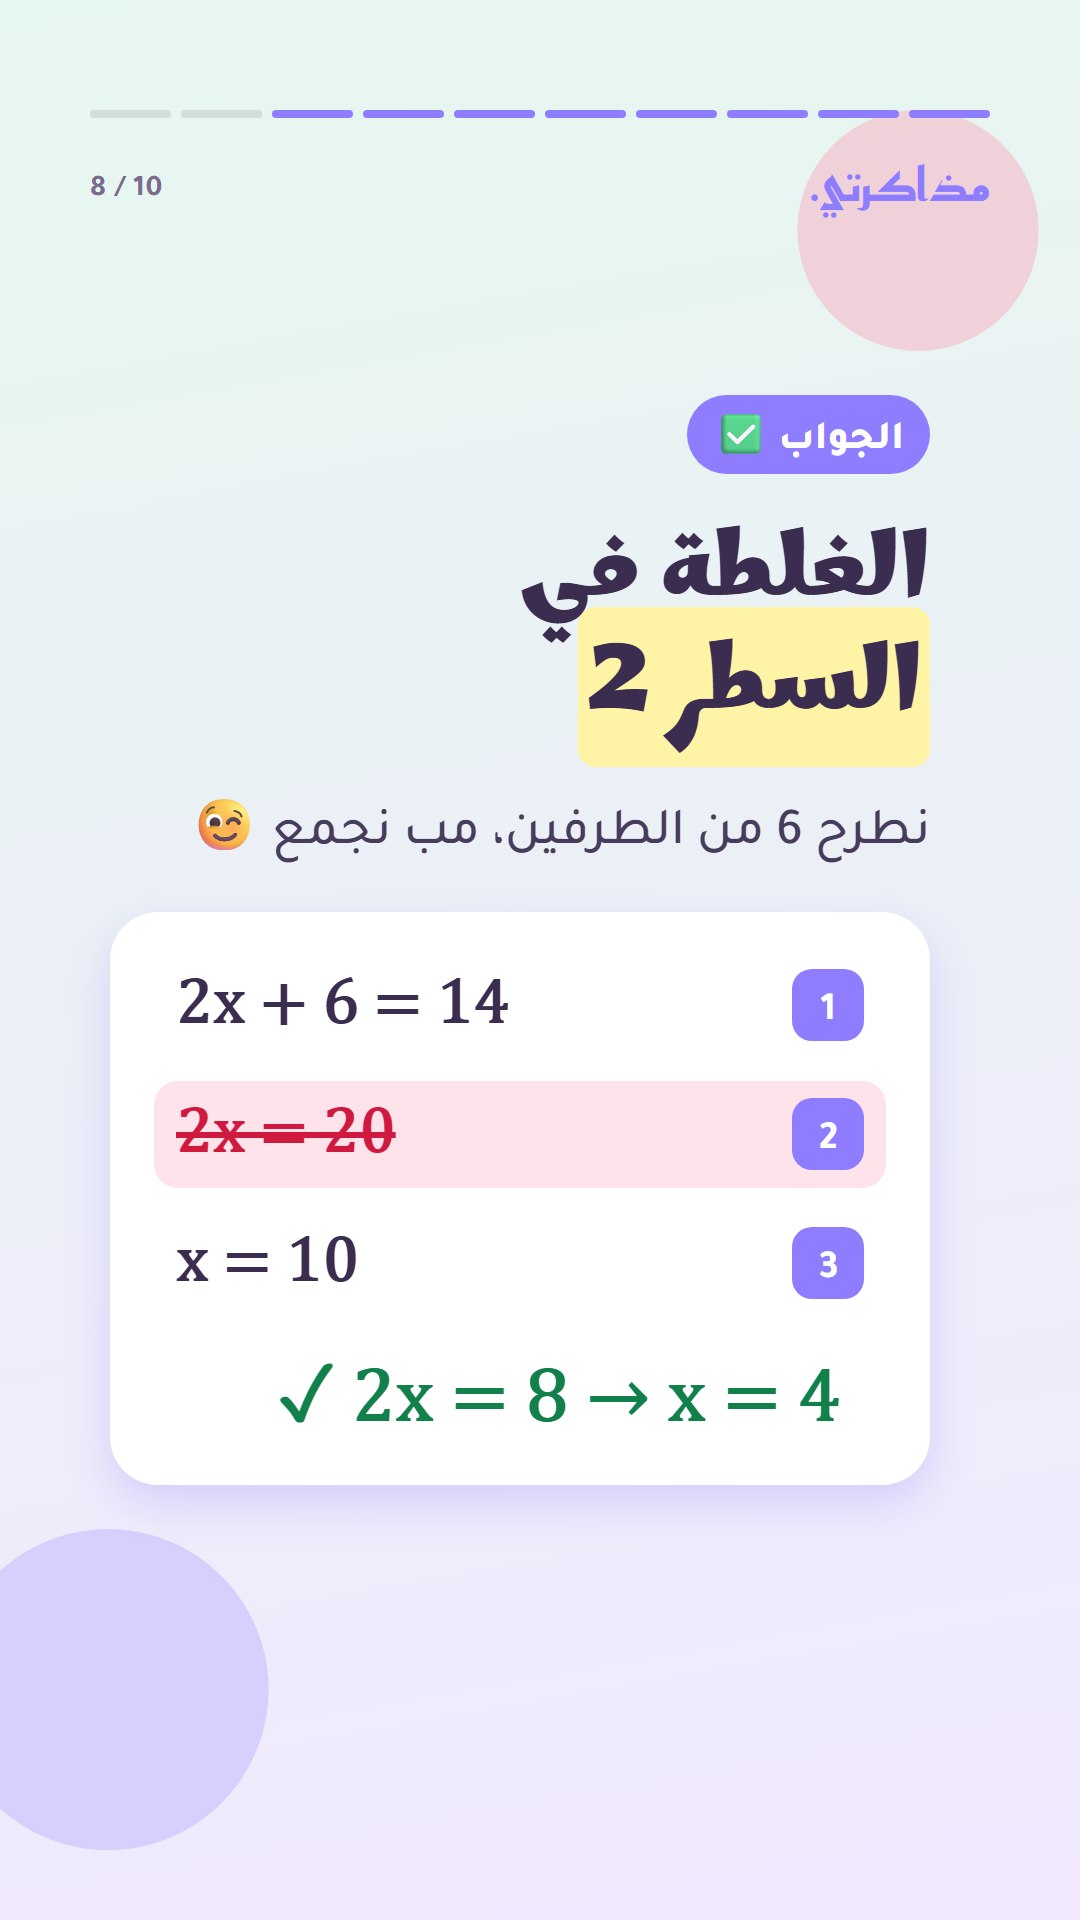 مذاكرتي.
8 / 10
الجواب ✅
الغلطة في
السطر 2
نطرح 6 من الطرفين، مب نجمع 😉
1 2x + 6 = 14
2 2x = 20
3 x = 10
✓ 2x = 8 → x = 4